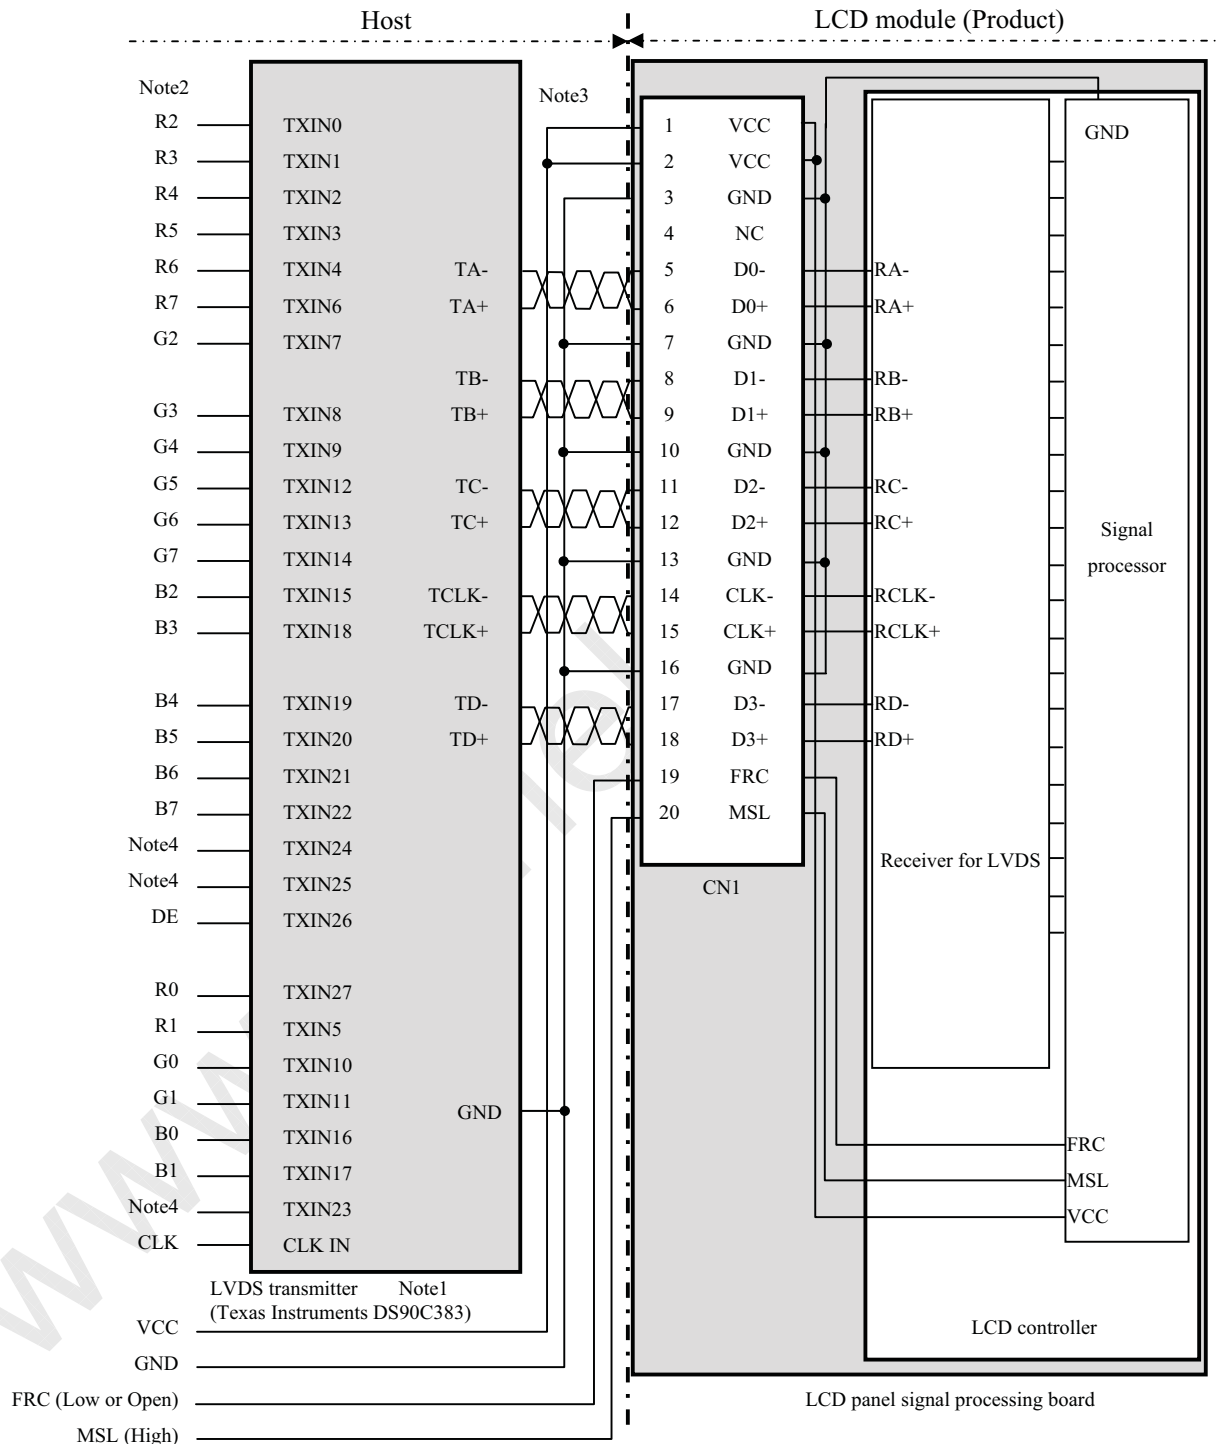 Host LCD module (Product)
Note2 Note3
R2 TXIN0 1 VCC GND
R3 TXIN1 2 VCC
R4 TXIN2 3 GND
R5 TXIN3 4 NC
R6 TXIN4 TA- 5 D0- RA-
R7 TXIN6 TA+ 6 D0+ RA+
G2 TXIN7 7 GND
TB- 8 D1- RB-
G3 TXIN8 TB+ 9 D1+ RB+
G4 TXIN9 10 GND
G5 TXIN12 TC- 11 D2- RC-
G6 TXIN13 TC+ 12 D2+ RC+ Signal
G7 TXIN14 13 GND processor
B2 TXIN15 TCLK- 14 CLK- RCLK-
B3 TXIN18 TCLK+ 15 CLK+ RCLK+
16 GND
B4 TXIN19 TD- 17 D3- RD-
B5 TXIN20 TD+ 18 D3+ RD+
B6 TXIN21 19 FRC
B7 TXIN22 20 MSL
Note4 TXIN24 Receiver for LVDS
Note4 TXIN25 CN1
DE TXIN26
R0 TXIN27
R1 TXIN5
G0 TXIN10
G1 TXIN11 GND
B0 TXIN16 FRC
B1 TXIN17 MSL
Note4 TXIN23 VCC
CLK CLK IN
LVDS transmitter Note1
(Texas Instruments DS90C383)
VCC LCD controller
GND
FRC (Low or Open) LCD panel signal processing board
MSL (High)